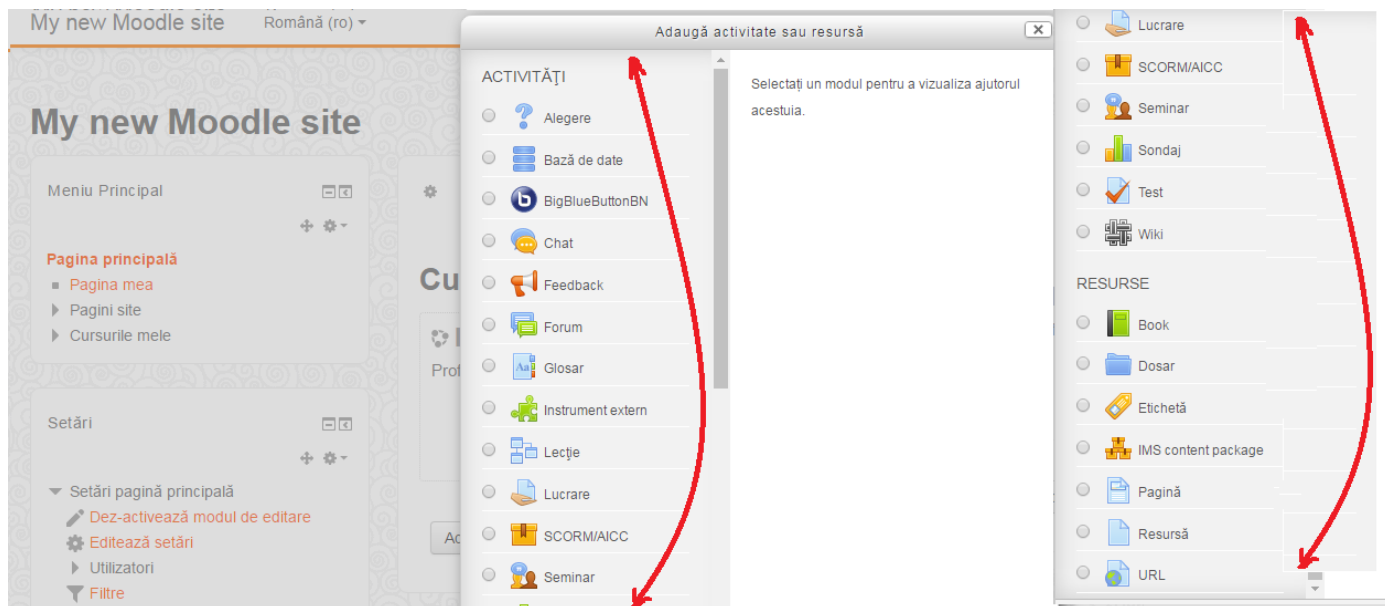 My new Moodle site
Română (ro)
My new Moodle site
Meniu Principal
Pagina principală
Pagina mea
Pagini site
Cursurile mele
Setări
Setări pagină principală
Dez-activează modul de editare
Editează setări
Utilizatori
Filtre
Cu
Prof
Ad
Adaugă activitate sau resursă
ACTIVITĂŢI
Alegere
Bază de date
BigBlueButtonBN
Chat
Feedback
Forum
Glosar
Instrument extern
Lecţie
Lucrare
SCORM/AICC
Seminar
Selectați un modul pentru a vizualiza ajutorul
acestuia.
Lucrare
SCORM/AICC
Seminar
Sondaj
Test
Wiki
RESURSE
Book
Dosar
Etichetă
IMS content package
Pagină
Resursă
URL